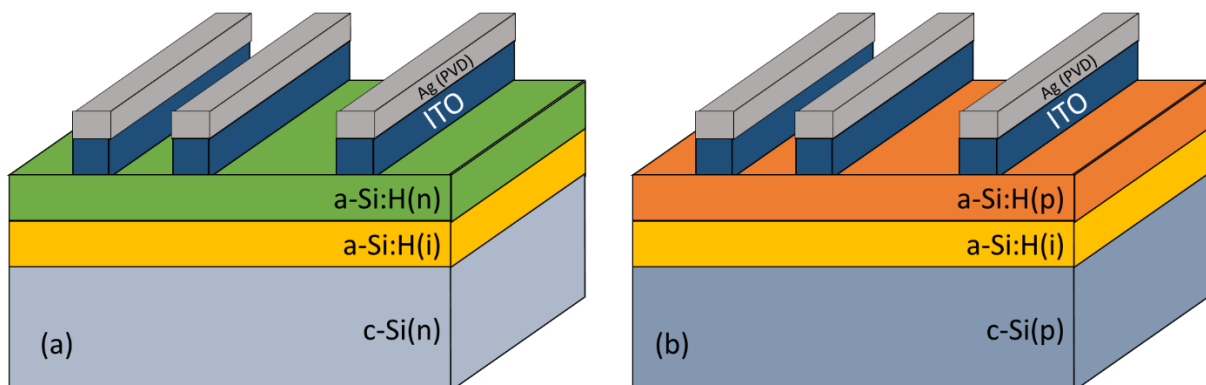 Ag (PVD)
ITO
a-Si:H(n)
a-Si:H(i)
c-Si(n)
(a)
Ag (PVD)
ITO
a-Si:H(p)
a-Si:H(i)
c-Si(p)
(b)